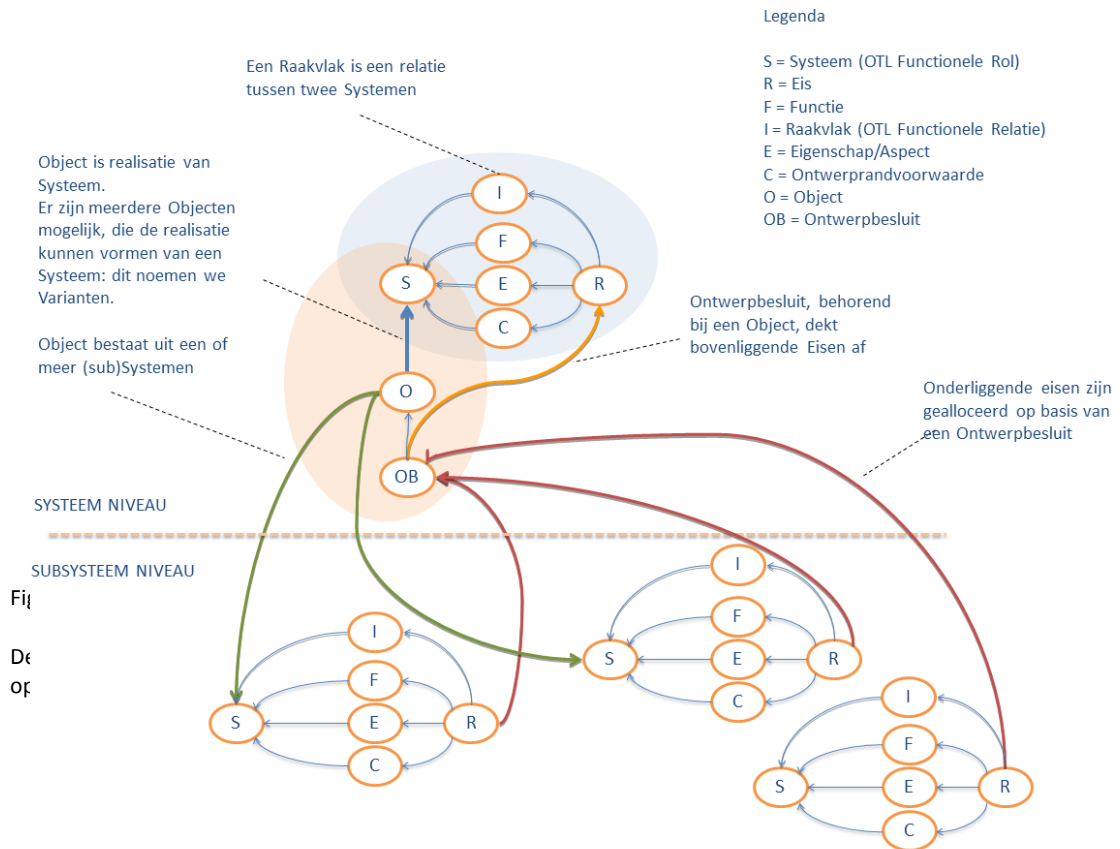 Legenda
S = Systeem (OTL Functionele Rol)
R = Eis
F = Functie
I = Raakvlak (OTL Functionele Relatie)
E = Eigenschap/Aspect
C = Ontwerprandvoorwaarde
O = Object
OB = Ontwerpbesluit
Een Raakvlak is een relatie
tussen twee Systemen
Object is realisatie van
Systeem.
Er zijn meerdere Objecten
mogelijk, die de realisatie
kunnen vormen van een
Systeem: dit noemen we
Varianten.
Object bestaat uit een of
meer (sub)Systemen
I
F
S
E
R
C
O
OB
Ontwerpbesluit, behorend
bij een Object, dekt
bovenliggende Eisen af
Onderliggende eisen zijn
gealloceerd op basis van
een Ontwerpbesluit
SYSTEEM NIVEAU
SUBSYSTEEM NIVEAU
I
F
S
E
R
C
I
F
S
E
R
C
I
F
S
E
R
C